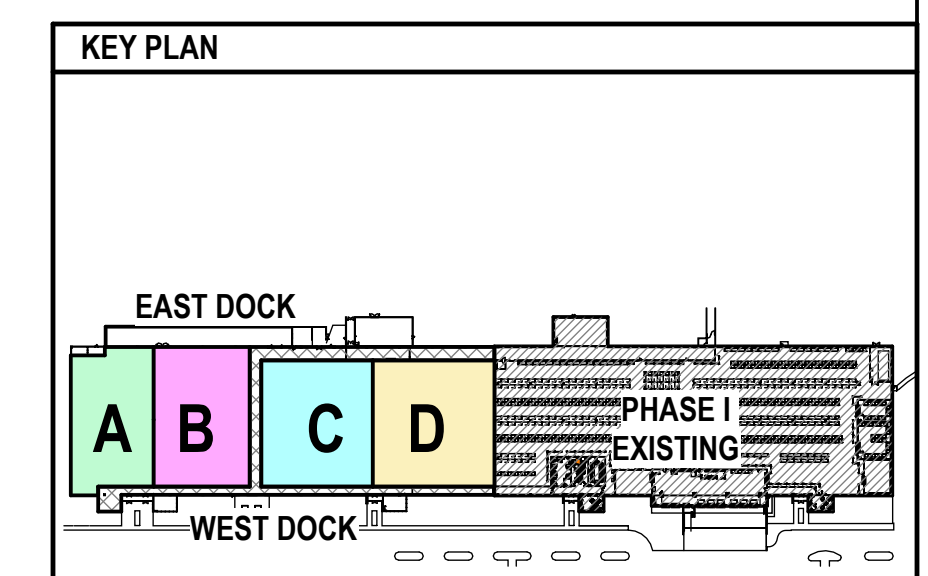 KEY PLAN
EAST DOCK
A B C D
PHASE I
EXISTING
WEST DOCK